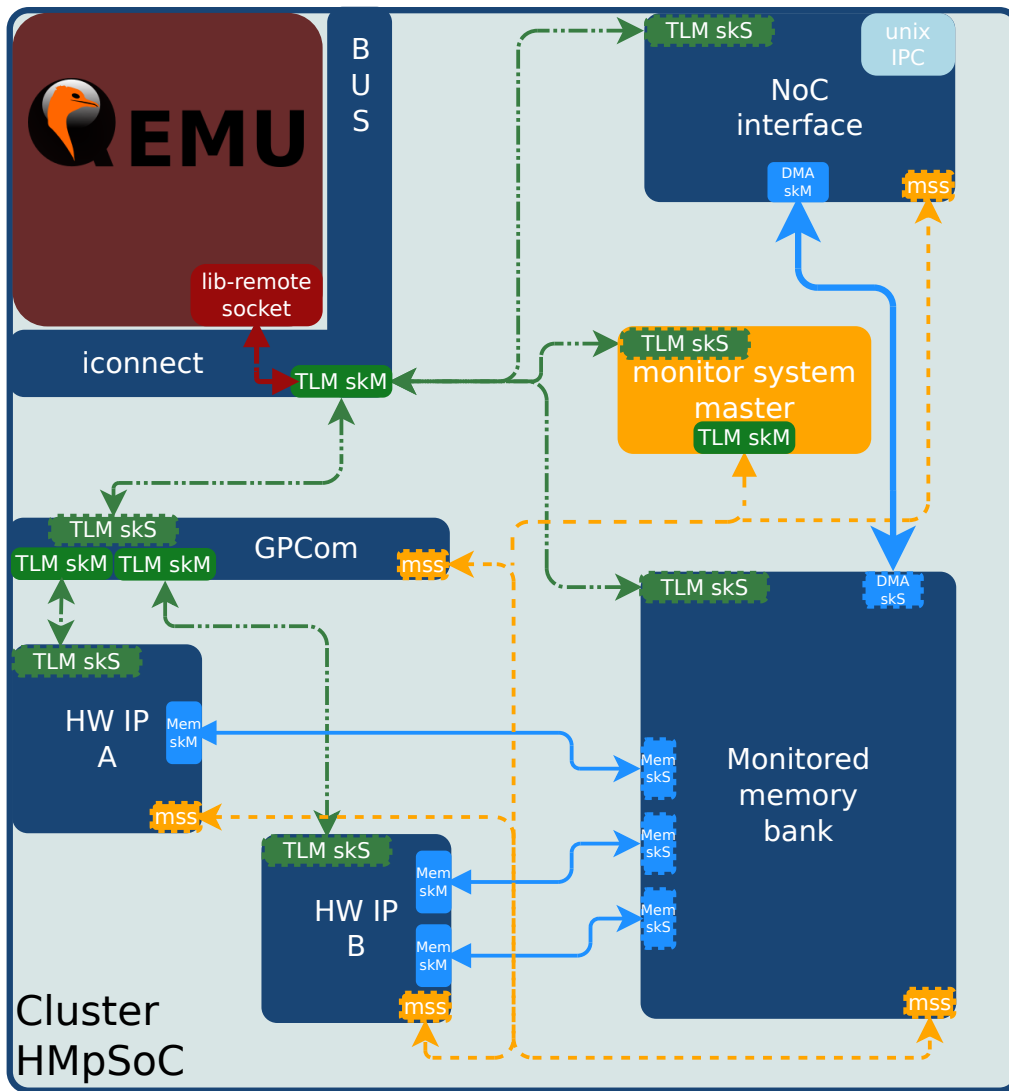 QEMU
B
U
S
lib-remote
socket
iconnect
TLM skM
TLM skS
unix
IPC
NoC
interface
DMA
skM
mss
TLM skS
monitor system
master
TLM skM
TLM skS
GPCom
TLM skM
TLM skM
mss
TLM skS
HW IP
A
Mem
skM
mss
TLM skS
HW IP
B
Mem
skM
Mem
skM
mss
TLM skS
DMA
skS
Monitored
memory
bank
Mem
skS
Mem
skS
Mem
skS
mss
Cluster
HMpSoC